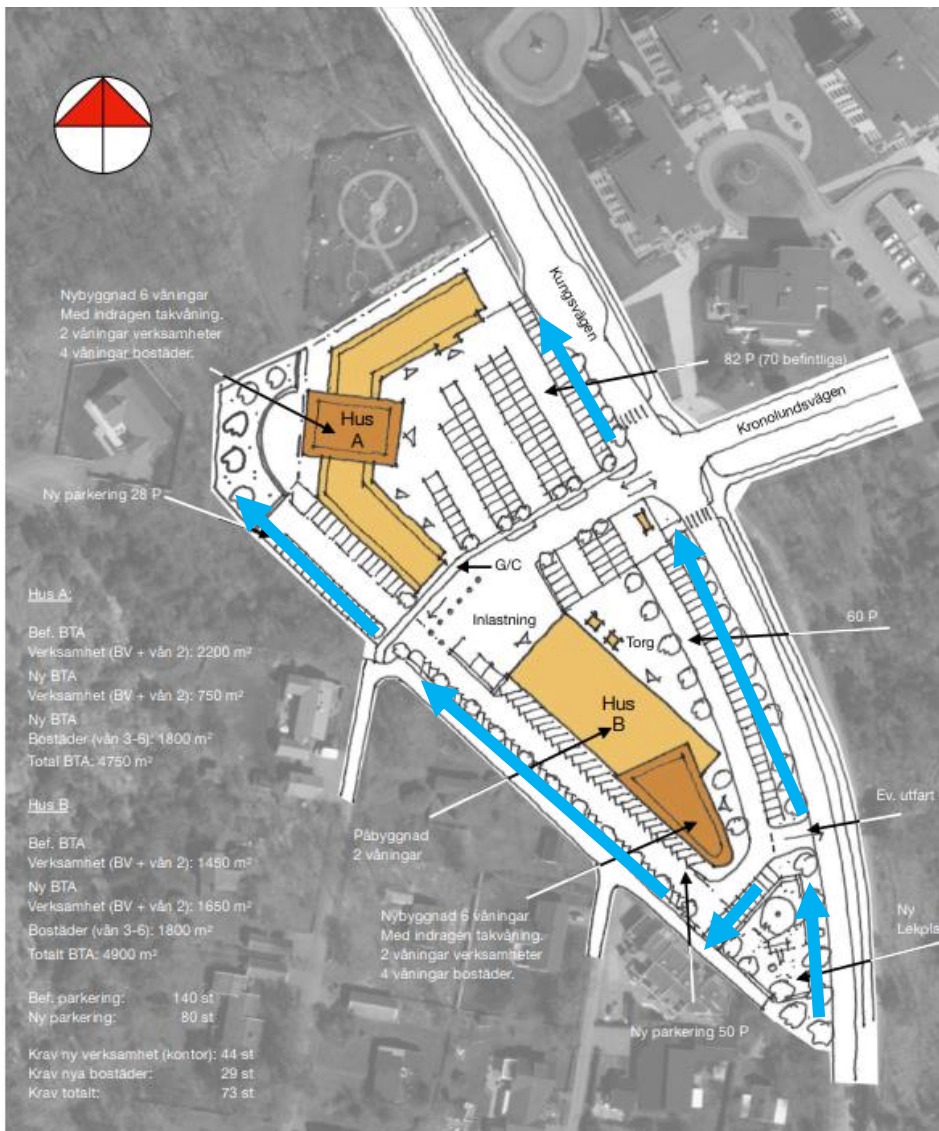 Kungsvägen
Nybyggnad 6 våningar
Med indragen takvåning.
2 våningar verksamheter
4 våningar bostäder.
82 P (70 befintliga)
Kronolundsvägen
Hus
A
Ny parkering 28 P
G/C
Inlastning
Torg
60 P
Hus
B
Hus A:
Bef. BTA
Verksamhet (BV + vån 2): 2200 m²
Ny BTA
Verksamhet (BV + vån 2): 750 m²
Ny BTA
Bostäder (vån 3-6): 1800 m²
Total BTA: 4750 m²
Hus B
Bef. BTA
Verksamhet (BV + vån 2): 1450 m²
Ny BTA
Verksamhet (BV + vån 2): 1650 m²
Bostäder (vån 3-6): 1800 m²
Totalt BTA: 4900 m²
Bef. parkering: 140 st
Ny parkering: 80 st
Krav ny verksamhet (kontor): 44 st
Krav nya bostäder: 29 st
Krav totalt: 73 st
Påbyggnad
2 våningar
Ev. utfart
Nybyggnad 6 våningar
Med indragen takvåning.
2 våningar verksamheter
4 våningar bostäder.
Ny
Lekpla
Ny parkering 50 P